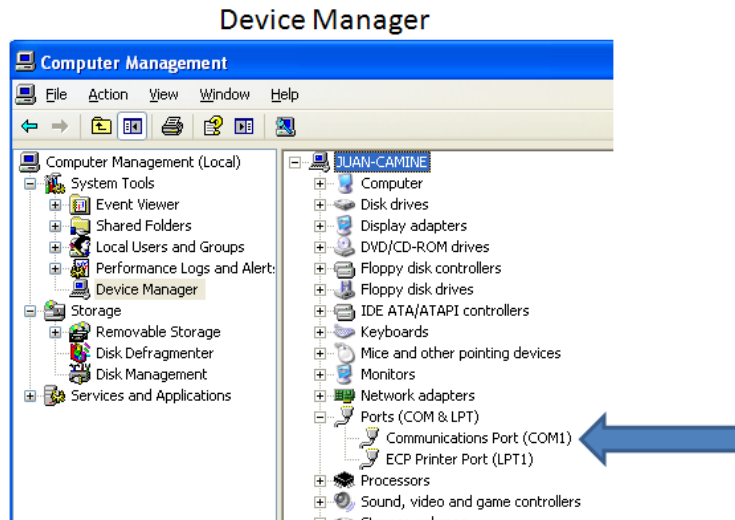 Device Manager
Computer Management
File Action View Window Help
Computer Management (Local)
System Tools
Event Viewer
Shared Folders
Local Users and Groups
Performance Logs and Alert:
Device Manager
Storage
Removable Storage
Disk Defragmenter
Disk Management
Services and Applications
JUAN-CAMINE
Computer
Disk drives
Display adapters
DVD/CD-ROM drives
Floppy disk controllers
Floppy disk drives
IDE ATA/ATAPI controllers
Keyboards
Mice and other pointing devices
Monitors
Network adapters
Ports (COM & LPT)
Communications Port (COM1)
ECP Printer Port (LPT1)
Processors
Sound, video and game controllers